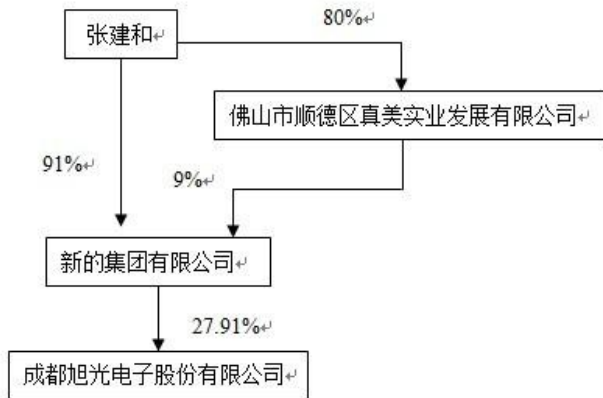 80%
张建和
佛山市顺德区真美实业发展有限公司
91%
9%
新的集团有限公司
27.91%
成都旭光电子股份有限公司